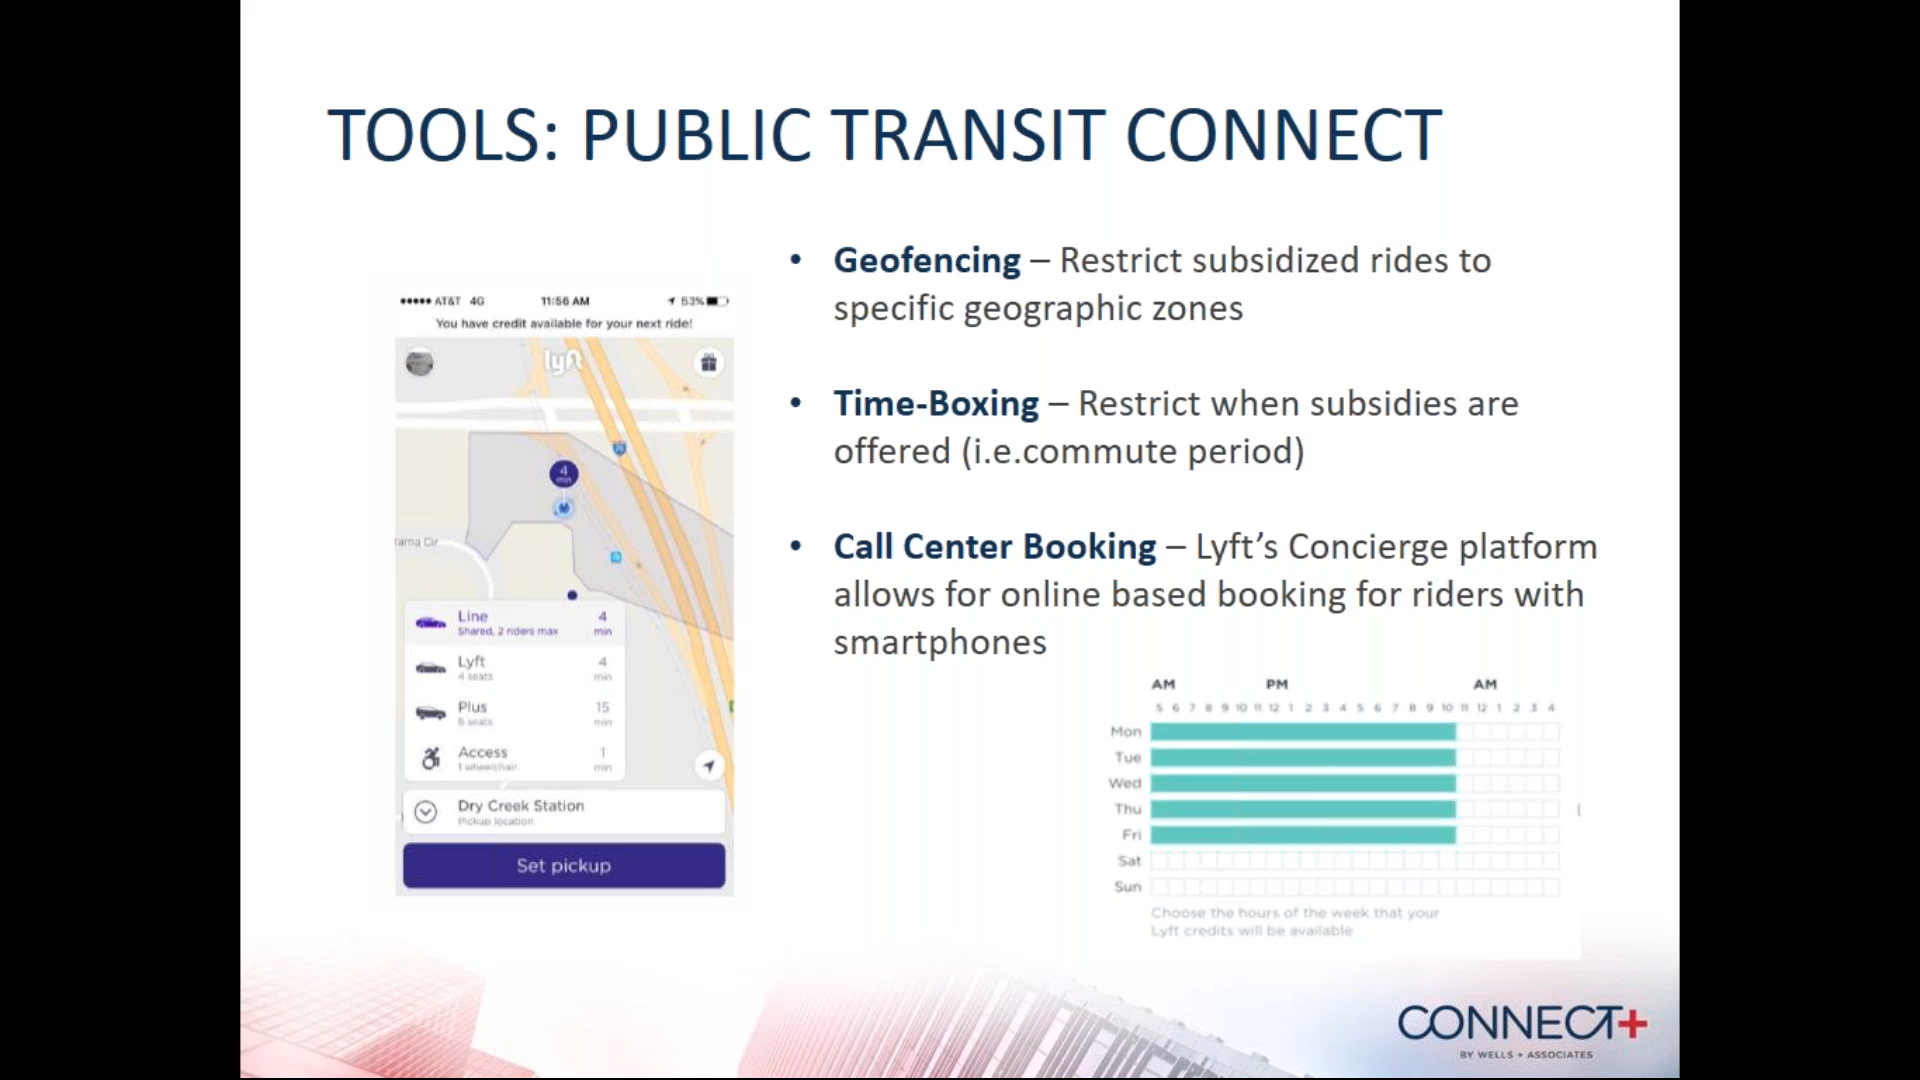 TOOLS: PUBLIC TRANSIT CONNECT
• Geofencing – Restrict subsidized rides to
specific geographic zones
• Time-Boxing – Restrict when subsidies are
offered (i.e.commute period)
• Call Center Booking – Lyft’s Concierge platform
allows for online based booking for riders with
smartphones
AT&T 4G 11:56 AM 53%
You have credit available for your next ride!
lyft
4
min
rama Cir
Line 4
Shared, 2 riders max min
Lyft 4
4 seats min
Plus 15
6 seats min
Access 1
1 wheelchair min
Dry Creek Station
Pickup location
Set pickup
AM PM AM
5 6 7 8 9 10 11 12 1 2 3 4 5 6 7 8 9 10 11 12 1 2 3 4
Mon
Tue
Wed
Thu
Fri
Sat
Sun
Choose the hours of the week that your
Lyft credits will be available
CONNECT+
BY WELLS + ASSOCIATES